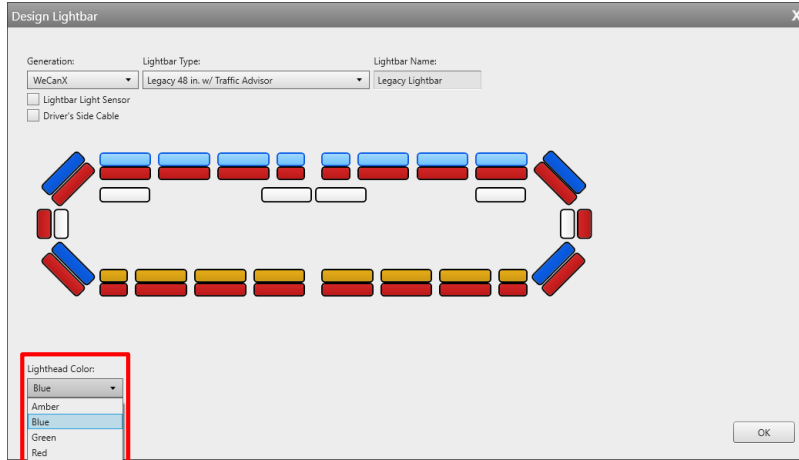 Design Lightbar X
Generation: Lightbar Type: Lightbar Name:
WeCanX Legacy 48 in. w/ Traffic Advisor Legacy Lightbar
Lightbar Light Sensor
Driver's Side Cable
Lighthead Color:
Blue
Amber
Blue
Green
Red
OK